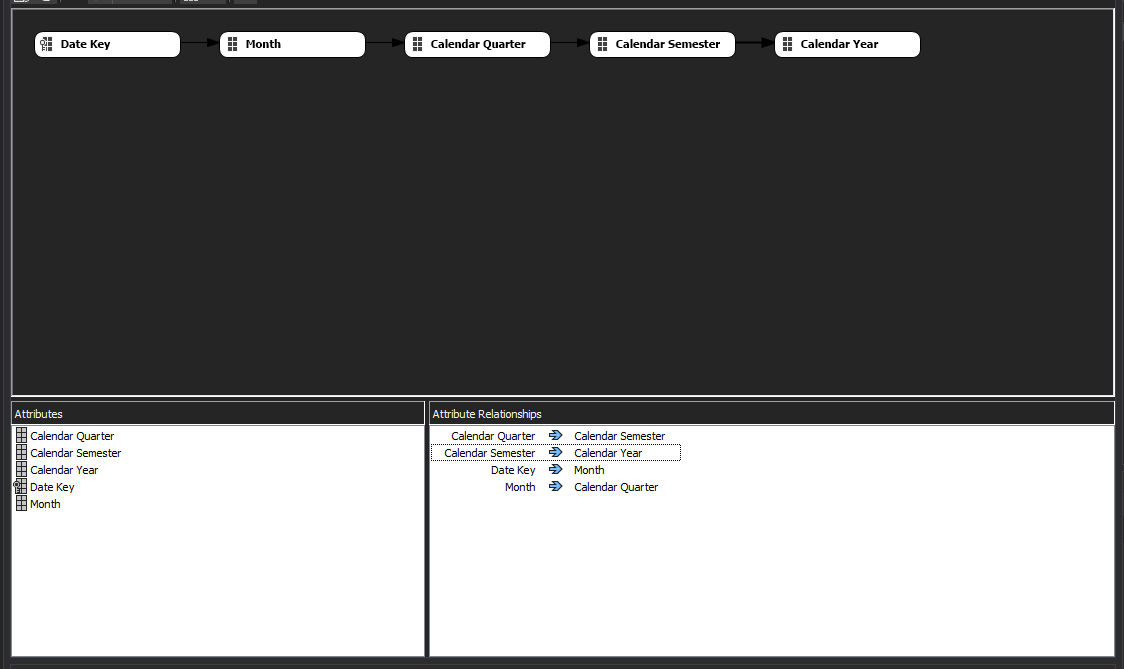 Date Key
Month
Calendar Quarter
Calendar Semester
Calendar Year
Attributes
Calendar Quarter
Calendar Semester
Calendar Year
Date Key
Month
Attribute Relationships
Calendar Quarter Calendar Semester
Calendar Semester Calendar Year
Date Key Month
Month Calendar Quarter